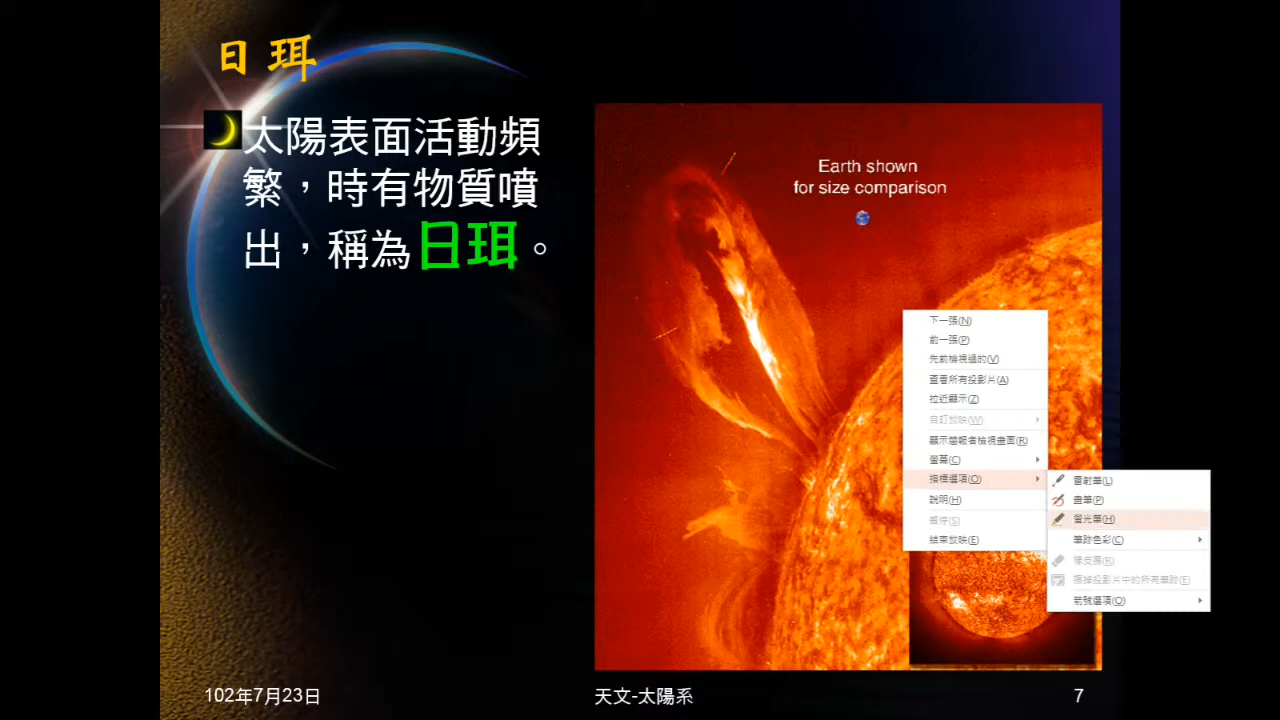 日珥
太陽表面活動頻
繁，時有物質噴
出，稱為日珥。
Earth shown
for size comparison
下一張(N)
前一張(P)
先前檢視過的(V)
查看所有投影片(A)
拉近顯示(Z)
自訂放映(W)
顯示簡報者檢視畫面(R)
螢幕(C)
指標選項(O)
說明(H)
暫停(S)
結束放映(E)
雷射筆(L)
畫筆(P)
螢光筆(H)
筆跡色彩(C)
橡皮擦(R)
擦掉投影片中的所有筆跡(E)
箭號選項(O)
102年7月23日
天文-太陽系
7